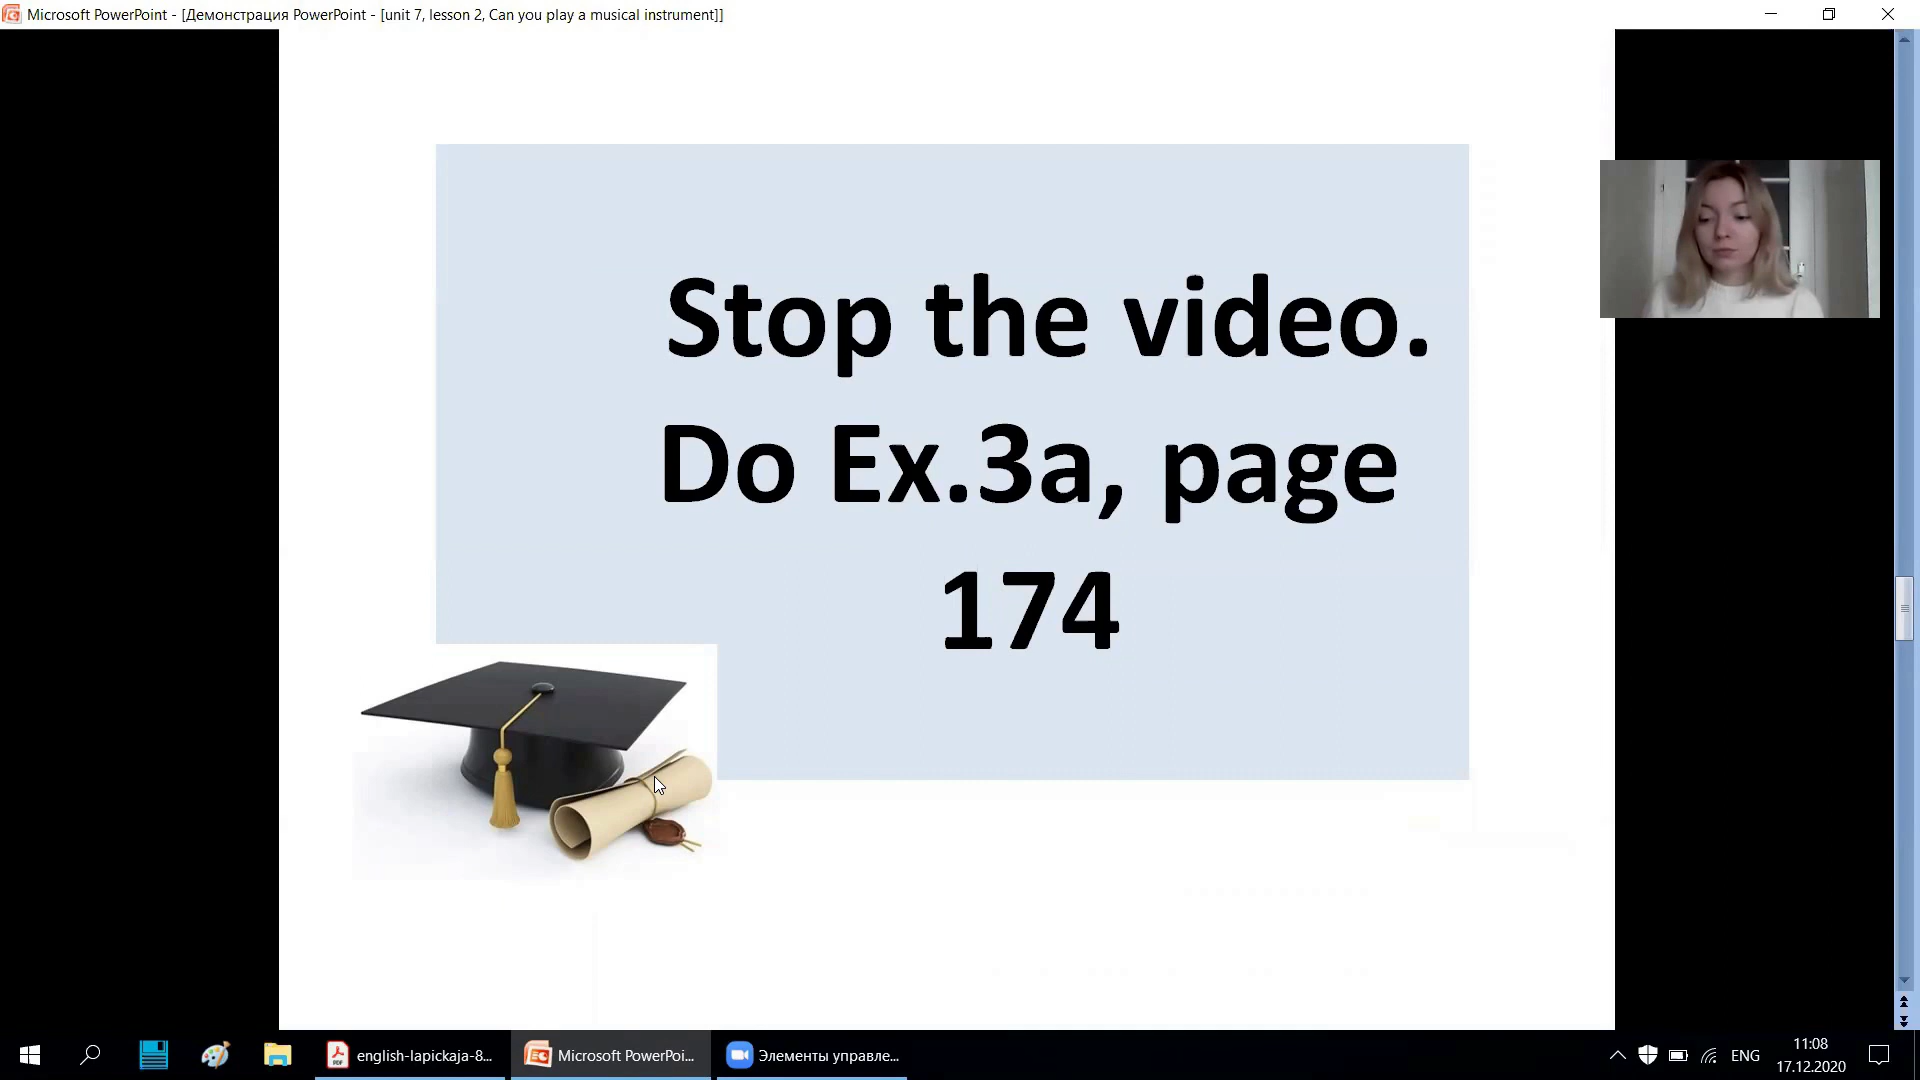 Microsoft PowerPoint - [Демонстрация PowerPoint - [unit 7, lesson 2, Can you play a musical instrument]]
Stop the video.
Do Ex.3a, page
174
english-lapickaja-8...
Microsoft PowerPoi...
Элементы управле...
ENG
11:08
17.12.2020